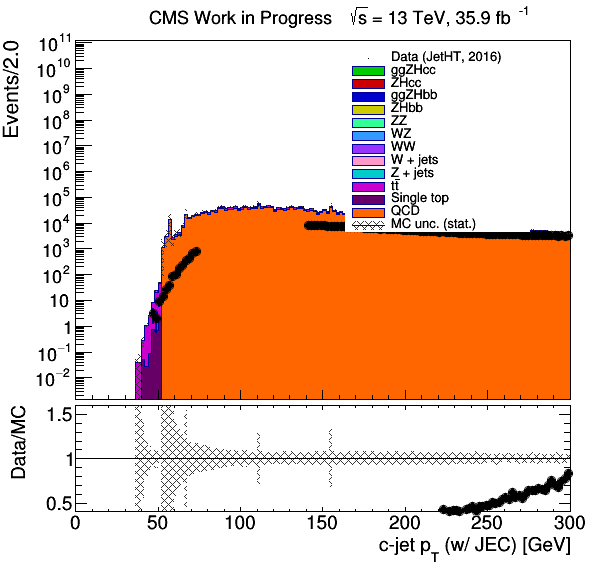 CMS Work in Progress √s = 13 TeV, 35.9 fb⁻¹
Events/2.0
10¹¹
10¹⁰
10⁹
10⁸
10⁷
10⁶
10⁵
10⁴
10³
10²
10
1
10⁻¹
10⁻²
Data (JetHT, 2016)
ggZHcc
ZHcc
ggZHbb
ZHbb
ZZ
WZ
WW
W + jets
Z + jets
tt̄
Single top
QCD
MC unc. (stat.)
Data/MC
1.5
1
0.5
0 50 100 150 200 250 300
c-jet p_T (w/ JEC) [GeV]